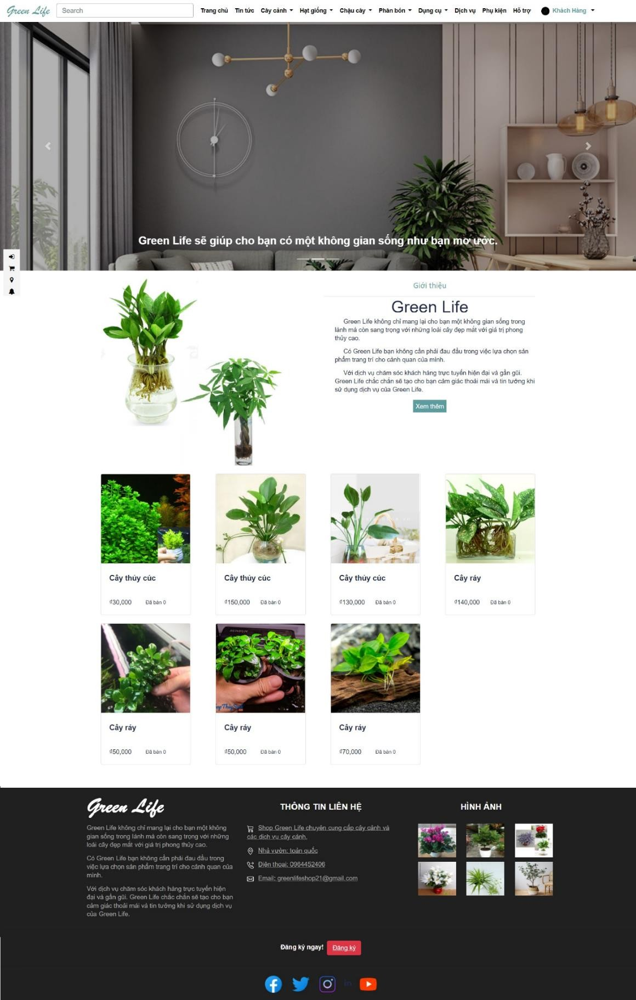 Green Life
Search
Trang chủ Tin tức Cây cảnh Hạt giống Chậu cây Phân bón Dụng cụ Dịch vụ Phụ kiện Hỗ trợ Khách Hàng
Green Life sẽ giúp cho bạn có một không gian sống như bạn mơ ước.
Giới thiệu
Green Life
Green Life không chỉ mang lại cho bạn một không gian sống trong
lành mà còn sang trọng với những loài cây đẹp mắt với giá trị phong
thủy cao.
Có Green Life bạn không cần phải đau đầu trong việc lựa chọn sản
phẩm trang trí cho cảnh quan của mình.
Với dịch vụ chăm sóc khách hàng trực tuyến hiện đại và gần gũi.
Green Life chắc chắn sẽ tạo cho bạn cảm giác thoải mái và tin tưởng khi
sử dụng dịch vụ của Green Life.
Xem thêm
Cây thủy cúc
₫30,000 Đã bán 0
Cây thủy cúc
₫150,000 Đã bán 0
Cây thủy cúc
₫130,000 Đã bán 0
Cây ráy
₫140,000 Đã bán 0
Cây ráy
₫50,000 Đã bán 0
Cây ráy
₫50,000 Đã bán 0
Cây ráy
₫70,000 Đã bán 0
Green Life
Green Life không chỉ mang lại cho bạn một không
gian sống trong lành mà còn sang trọng với những
loài cây đẹp mắt với giá trị phong thủy cao.
Có Green Life bạn không cần phải đau đầu trong
việc lựa chọn sản phẩm trang trí cho cảnh quan của
mình.
Với dịch vụ chăm sóc khách hàng trực tuyến hiện
đại và gần gũi. Green Life chắc chắn sẽ tạo cho bạn
cảm giác thoải mái và tin tưởng khi sử dụng dịch vụ
của Green Life.
THÔNG TIN LIÊN HỆ
Shop Green Life chuyên cung cấp cây cảnh và
các dịch vụ cây cảnh.
Nhà vườn: toàn quốc
Điện thoại: 0964452406
Email: greenlifeshop21@gmail.com
HÌNH ẢNH
Đăng ký ngay! Đăng ký
in